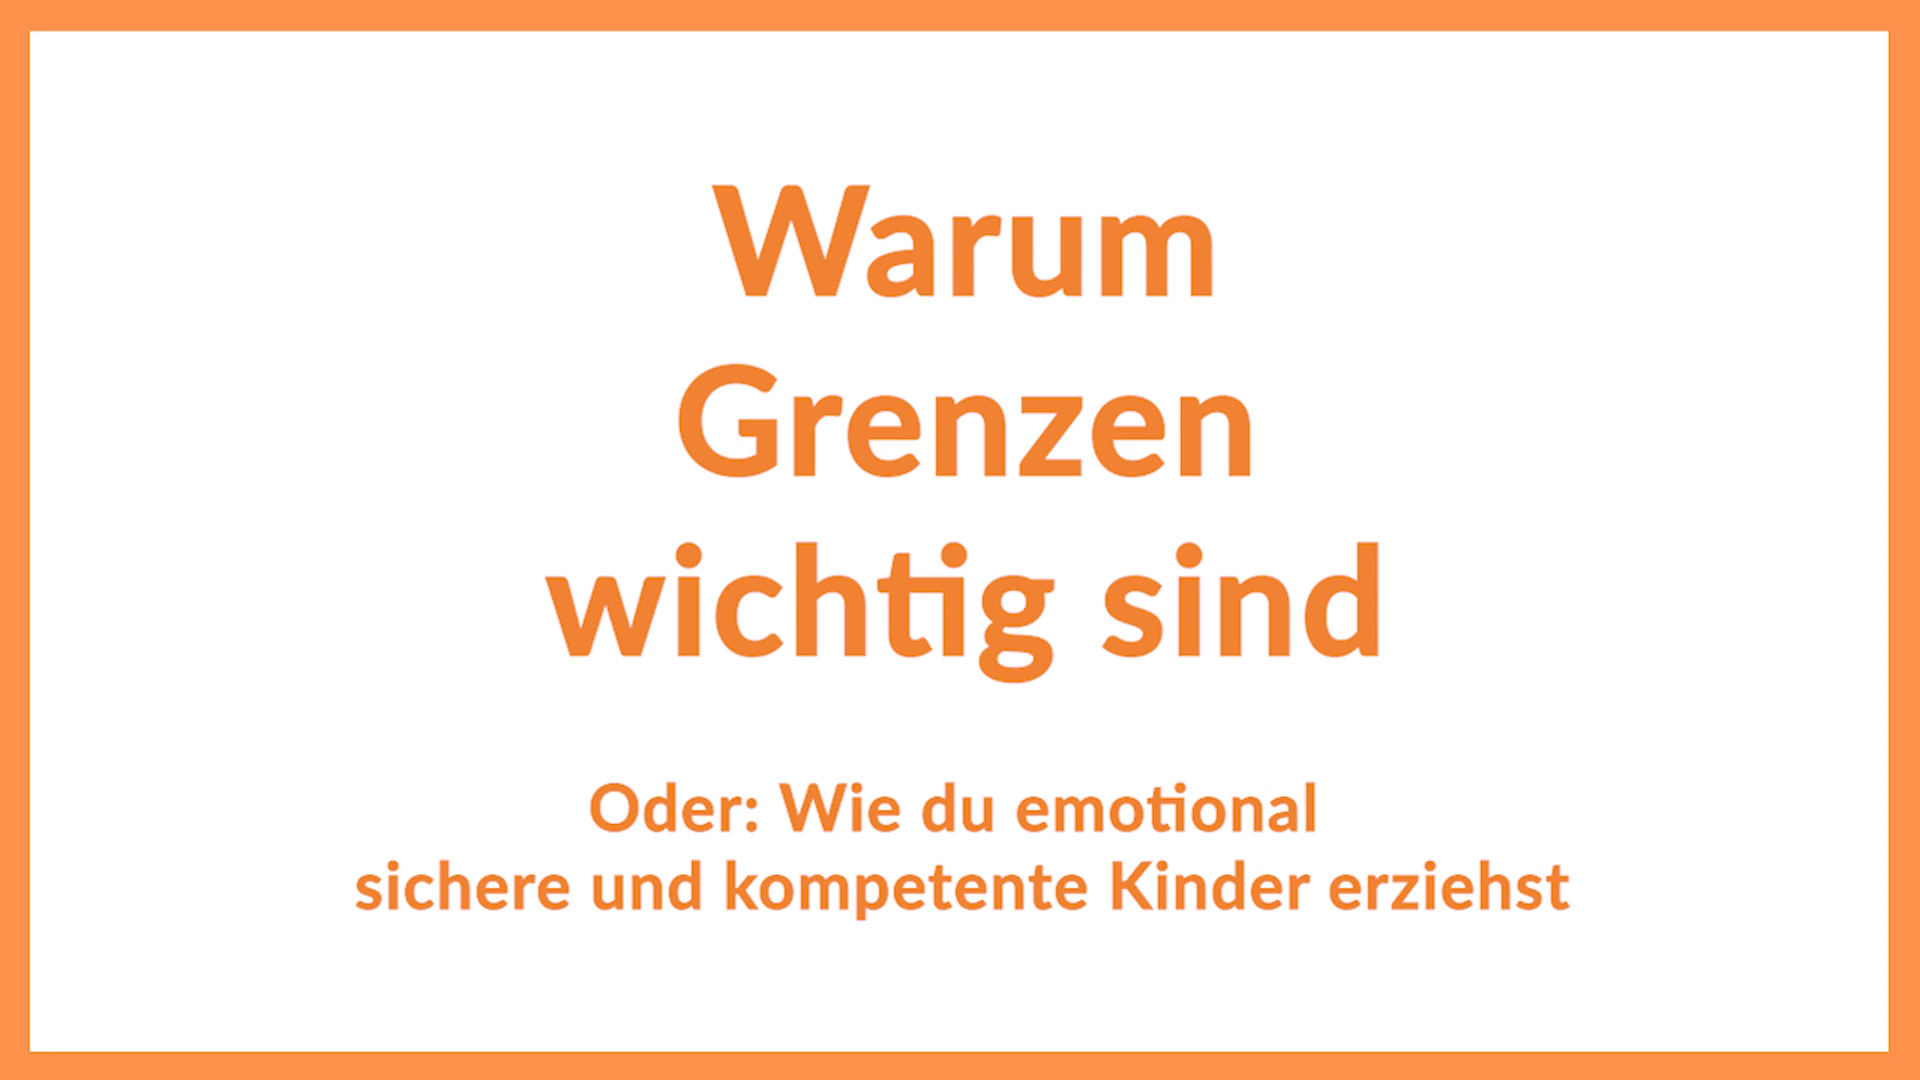 Warum
Grenzen
wichtig sind
Oder: Wie du emotional
sichere und kompetente Kinder erziehst